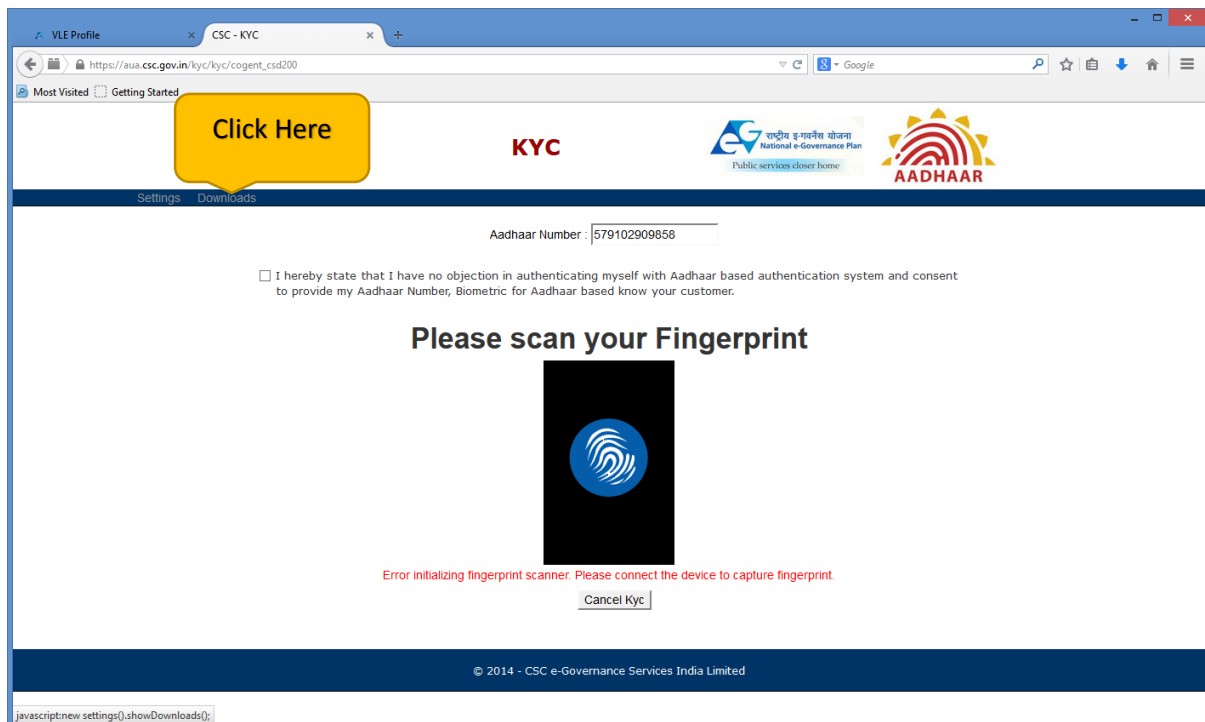 VLE Profile
CSC - KYC
https://aua.csc.gov.in/kyc/kyc/cogent_csd200
Google
Most Visited
Getting Started
Click Here
KYC
राष्ट्रीय इ-गवर्नेंस योजना
National e-Governance Plan
Public services closer home
AADHAAR
Settings Downloads
Aadhaar Number : 579102909858
I hereby state that I have no objection in authenticating myself with Aadhaar based authentication system and consent
to provide my Aadhaar Number, Biometric for Aadhaar based know your customer.
Please scan your Fingerprint
Error initializing fingerprint scanner. Please connect the device to capture fingerprint.
Cancel Kyc
© 2014 - CSC e-Governance Services India Limited
javascript:new settings().showDownloads();